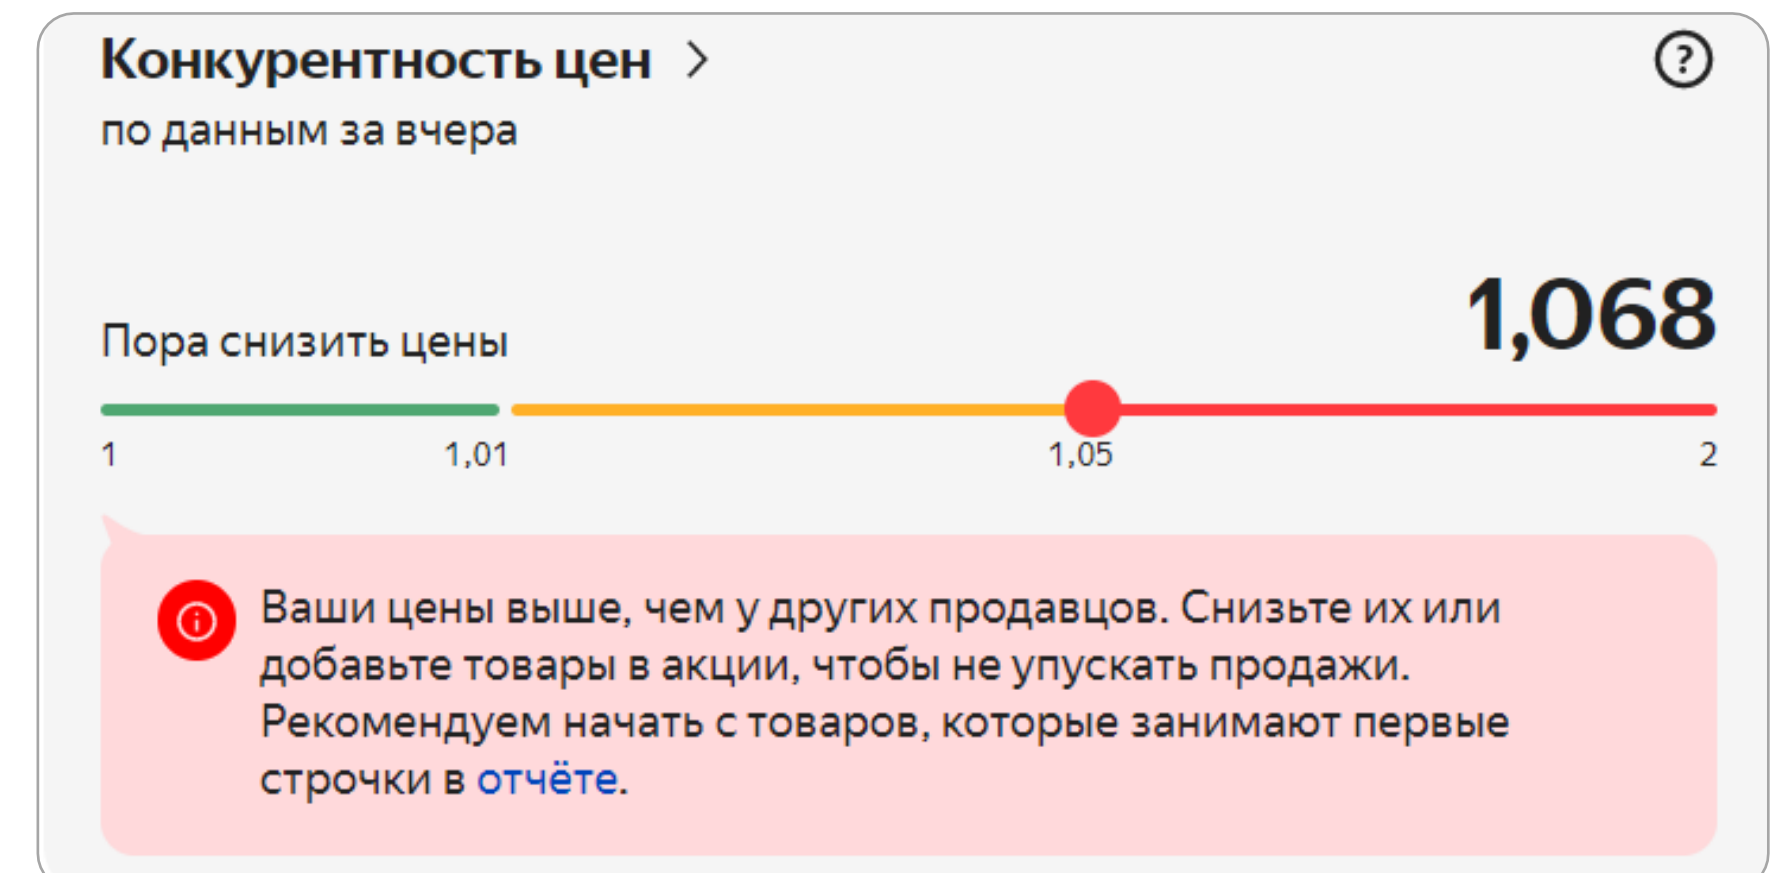 Конкурентность цен >
?
по данным за вчера
1,068
Пора снизить цены
1 1,01 1,05 2
Ваши цены выше, чем у других продавцов. Снизьте их или
добавьте товары в акции, чтобы не упускать продажи.
Рекомендуем начать с товаров, которые занимают первые
строчки в отчёте.